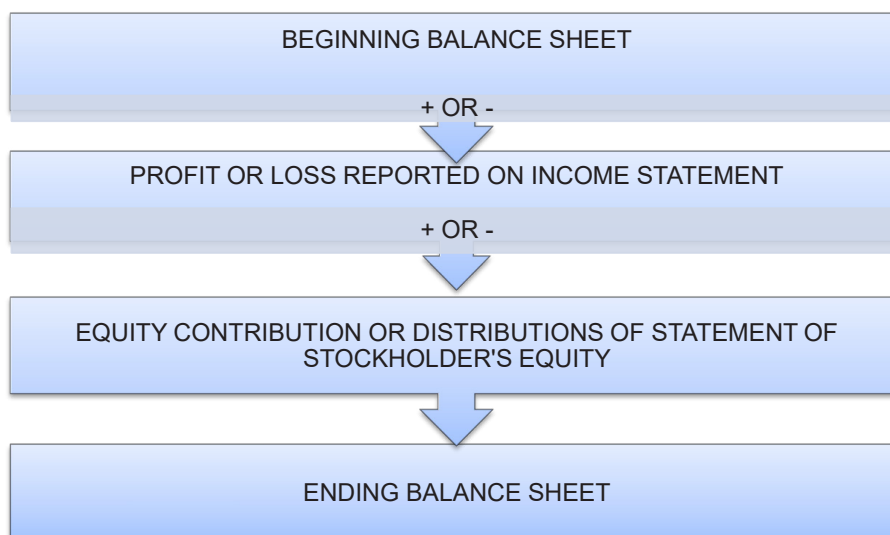 BEGINNING BALANCE SHEET
+ OR -
PROFIT OR LOSS REPORTED ON INCOME STATEMENT
+ OR -
EQUITY CONTRIBUTION OR DISTRIBUTIONS OF STATEMENT OF
STOCKHOLDER'S EQUITY
ENDING BALANCE SHEET